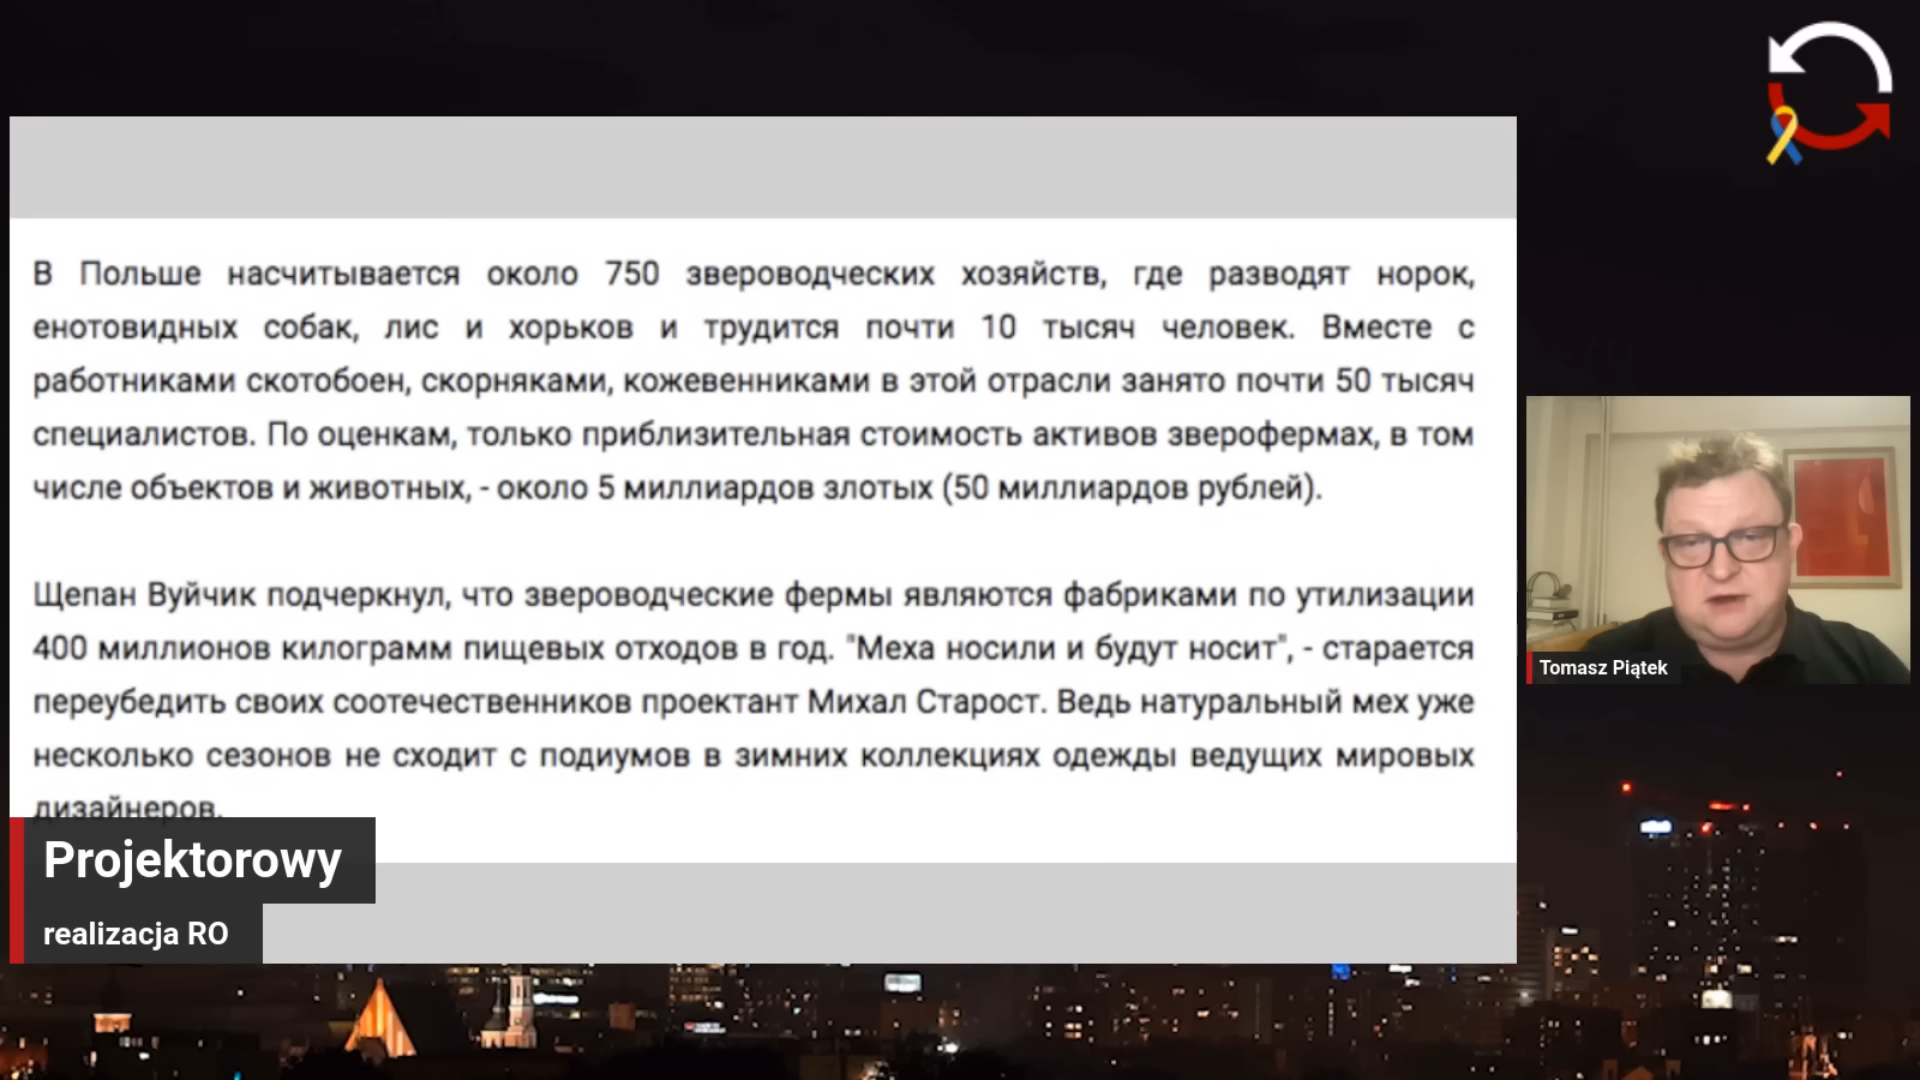 В Польше насчитывается около 750 звероводческих хозяйств, где разводят норок,
енотовидных собак, лис и хорьков и трудится почти 10 тысяч человек. Вместе с
работниками скотобоен, скорняками, кожевенниками в этой отрасли занято почти 50 тысяч
специалистов. По оценкам, только приблизительная стоимость активов зверофермах, в том
числе объектов и животных, - около 5 миллиардов злотых (50 миллиардов рублей).
Щепан Вуйчик подчеркнул, что звероводческие фермы являются фабриками по утилизации
400 миллионов килограмм пищевых отходов в год. "Меха носили и будут носит", - старается
переубедить своих соотечественников проектант Михал Старост. Ведь натуральный мех уже
несколько сезонов не сходит с подиумов в зимних коллекциях одежды ведущих мировых
дизайнеров.
Projektorowy
realizacja RO
Tomasz Piątek